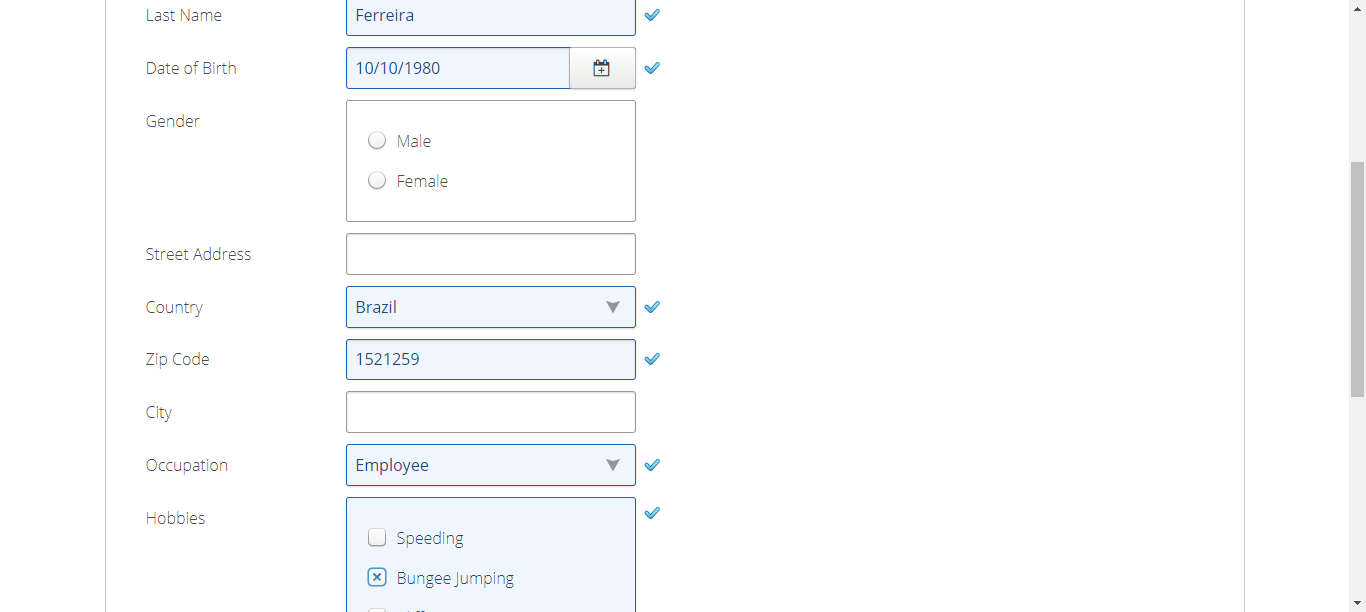 Last Name Ferreira
Date of Birth 10/10/1980
Gender
Male
Female
Street Address
Country Brazil
Zip Code 1521259
City
Occupation Employee
Hobbies
Speeding
Bungee Jumping